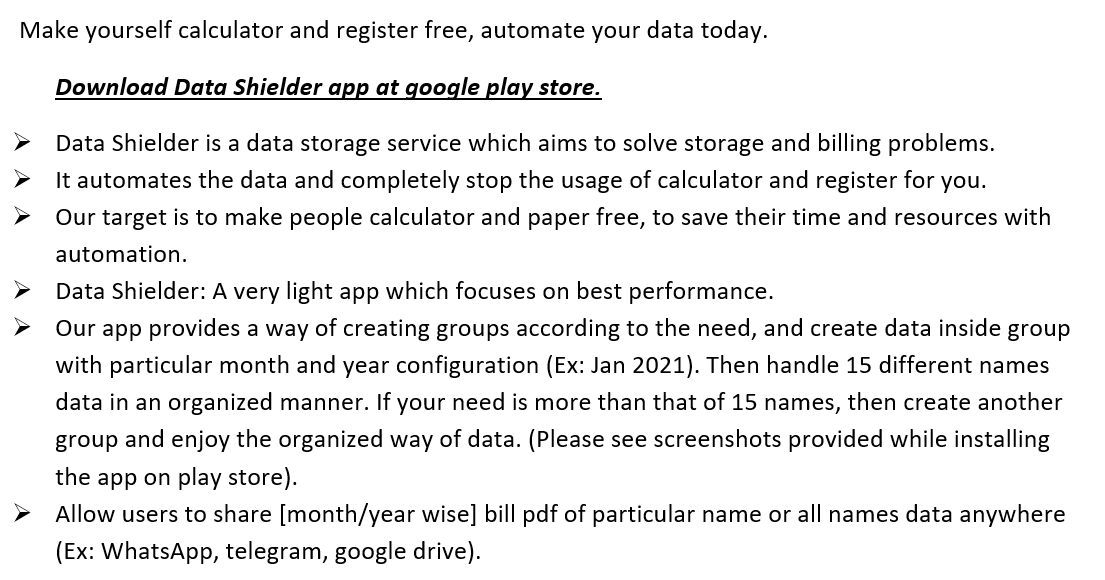 Make yourself calculator and register free, automate your data today.
Download Data Shielder app at google play store.
➢ Data Shielder is a data storage service which aims to solve storage and billing problems.
➢ It automates the data and completely stop the usage of calculator and register for you.
➢ Our target is to make people calculator and paper free, to save their time and resources with
automation.
➢ Data Shielder: A very light app which focuses on best performance.
➢ Our app provides a way of creating groups according to the need, and create data inside group
with particular month and year configuration (Ex: Jan 2021). Then handle 15 different names
data in an organized manner. If your need is more than that of 15 names, then create another
group and enjoy the organized way of data. (Please see screenshots provided while installing
the app on play store).
➢ Allow users to share [month/year wise] bill pdf of particular name or all names data anywhere
(Ex: WhatsApp, telegram, google drive).